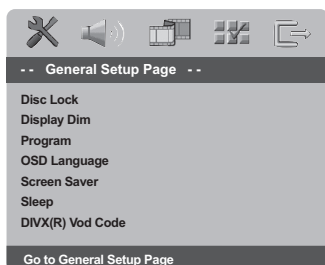 - - General Setup Page - -
Disc Lock
Display Dim
Program
OSD Language
Screen Saver
Sleep
DIVX(R) Vod Code
Go to General Setup Page